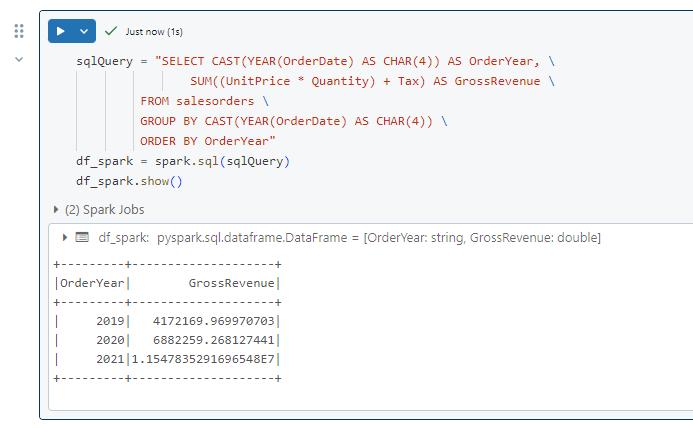 Just now (1s)
sqlQuery = "SELECT CAST(YEAR(OrderDate) AS CHAR(4)) AS OrderYear, \
SUM((UnitPrice * Quantity) + Tax) AS GrossRevenue \
FROM salesorders \
GROUP BY CAST(YEAR(OrderDate) AS CHAR(4)) \
ORDER BY OrderYear"
df_spark = spark.sql(sqlQuery)
df_spark.show()
(2) Spark Jobs
df_spark: pyspark.sql.dataframe.DataFrame = [OrderYear: string, GrossRevenue: double]
+---------+-------------------+
|OrderYear|       GrossRevenue|
+---------+-------------------+
|     2019|  4172169.969970703|
|     2020|  6882259.268127441|
|     2021|1.1547835291696548E7|
+---------+-------------------+